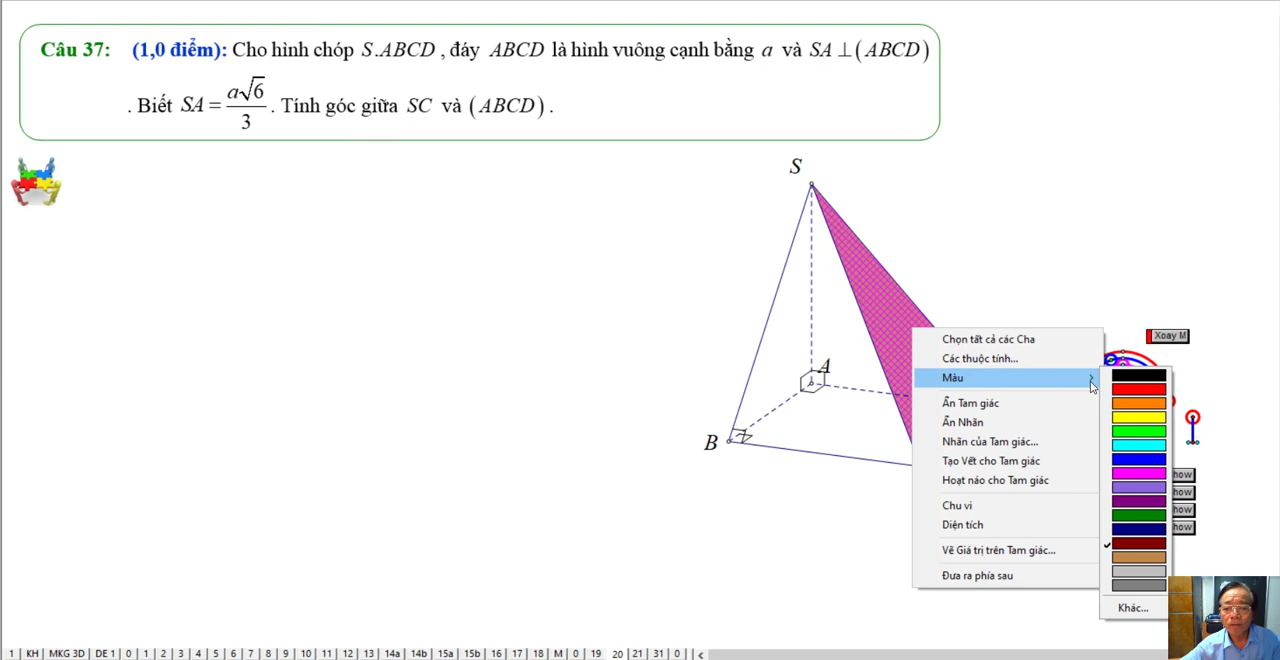 Câu 37: (1,0 điểm): Cho hình chóp S.ABCD, đáy ABCD là hình vuông cạnh bằng a và SA ⊥ (ABCD)
. Biết SA = a√6/3. Tính góc giữa SC và (ABCD).
S
A
B
Xoay M
Chọn tất cả các Cha
Các thuộc tính...
Màu
Ẩn Tam giác
Ẩn Nhãn
Nhãn của Tam giác...
Tạo Vết cho Tam giác
Hoạt náo cho Tam giác
Chu vi
Diện tích
Vẽ Giá trị trên Tam giác...
Đưa ra phía sau
how
how
how
how
Khác...
1 | KH | MKG 3D | DE 1 | 0 | 1 | 2 | 3 | 4 | 5 | 6 | 7 | 8 | 9 | 10 | 11 | 12 | 13 | 14a | 14b | 15a | 15b | 16 | 17 | 18 | M | 0 | 19 | 20 | 21 | 31 | 0 |